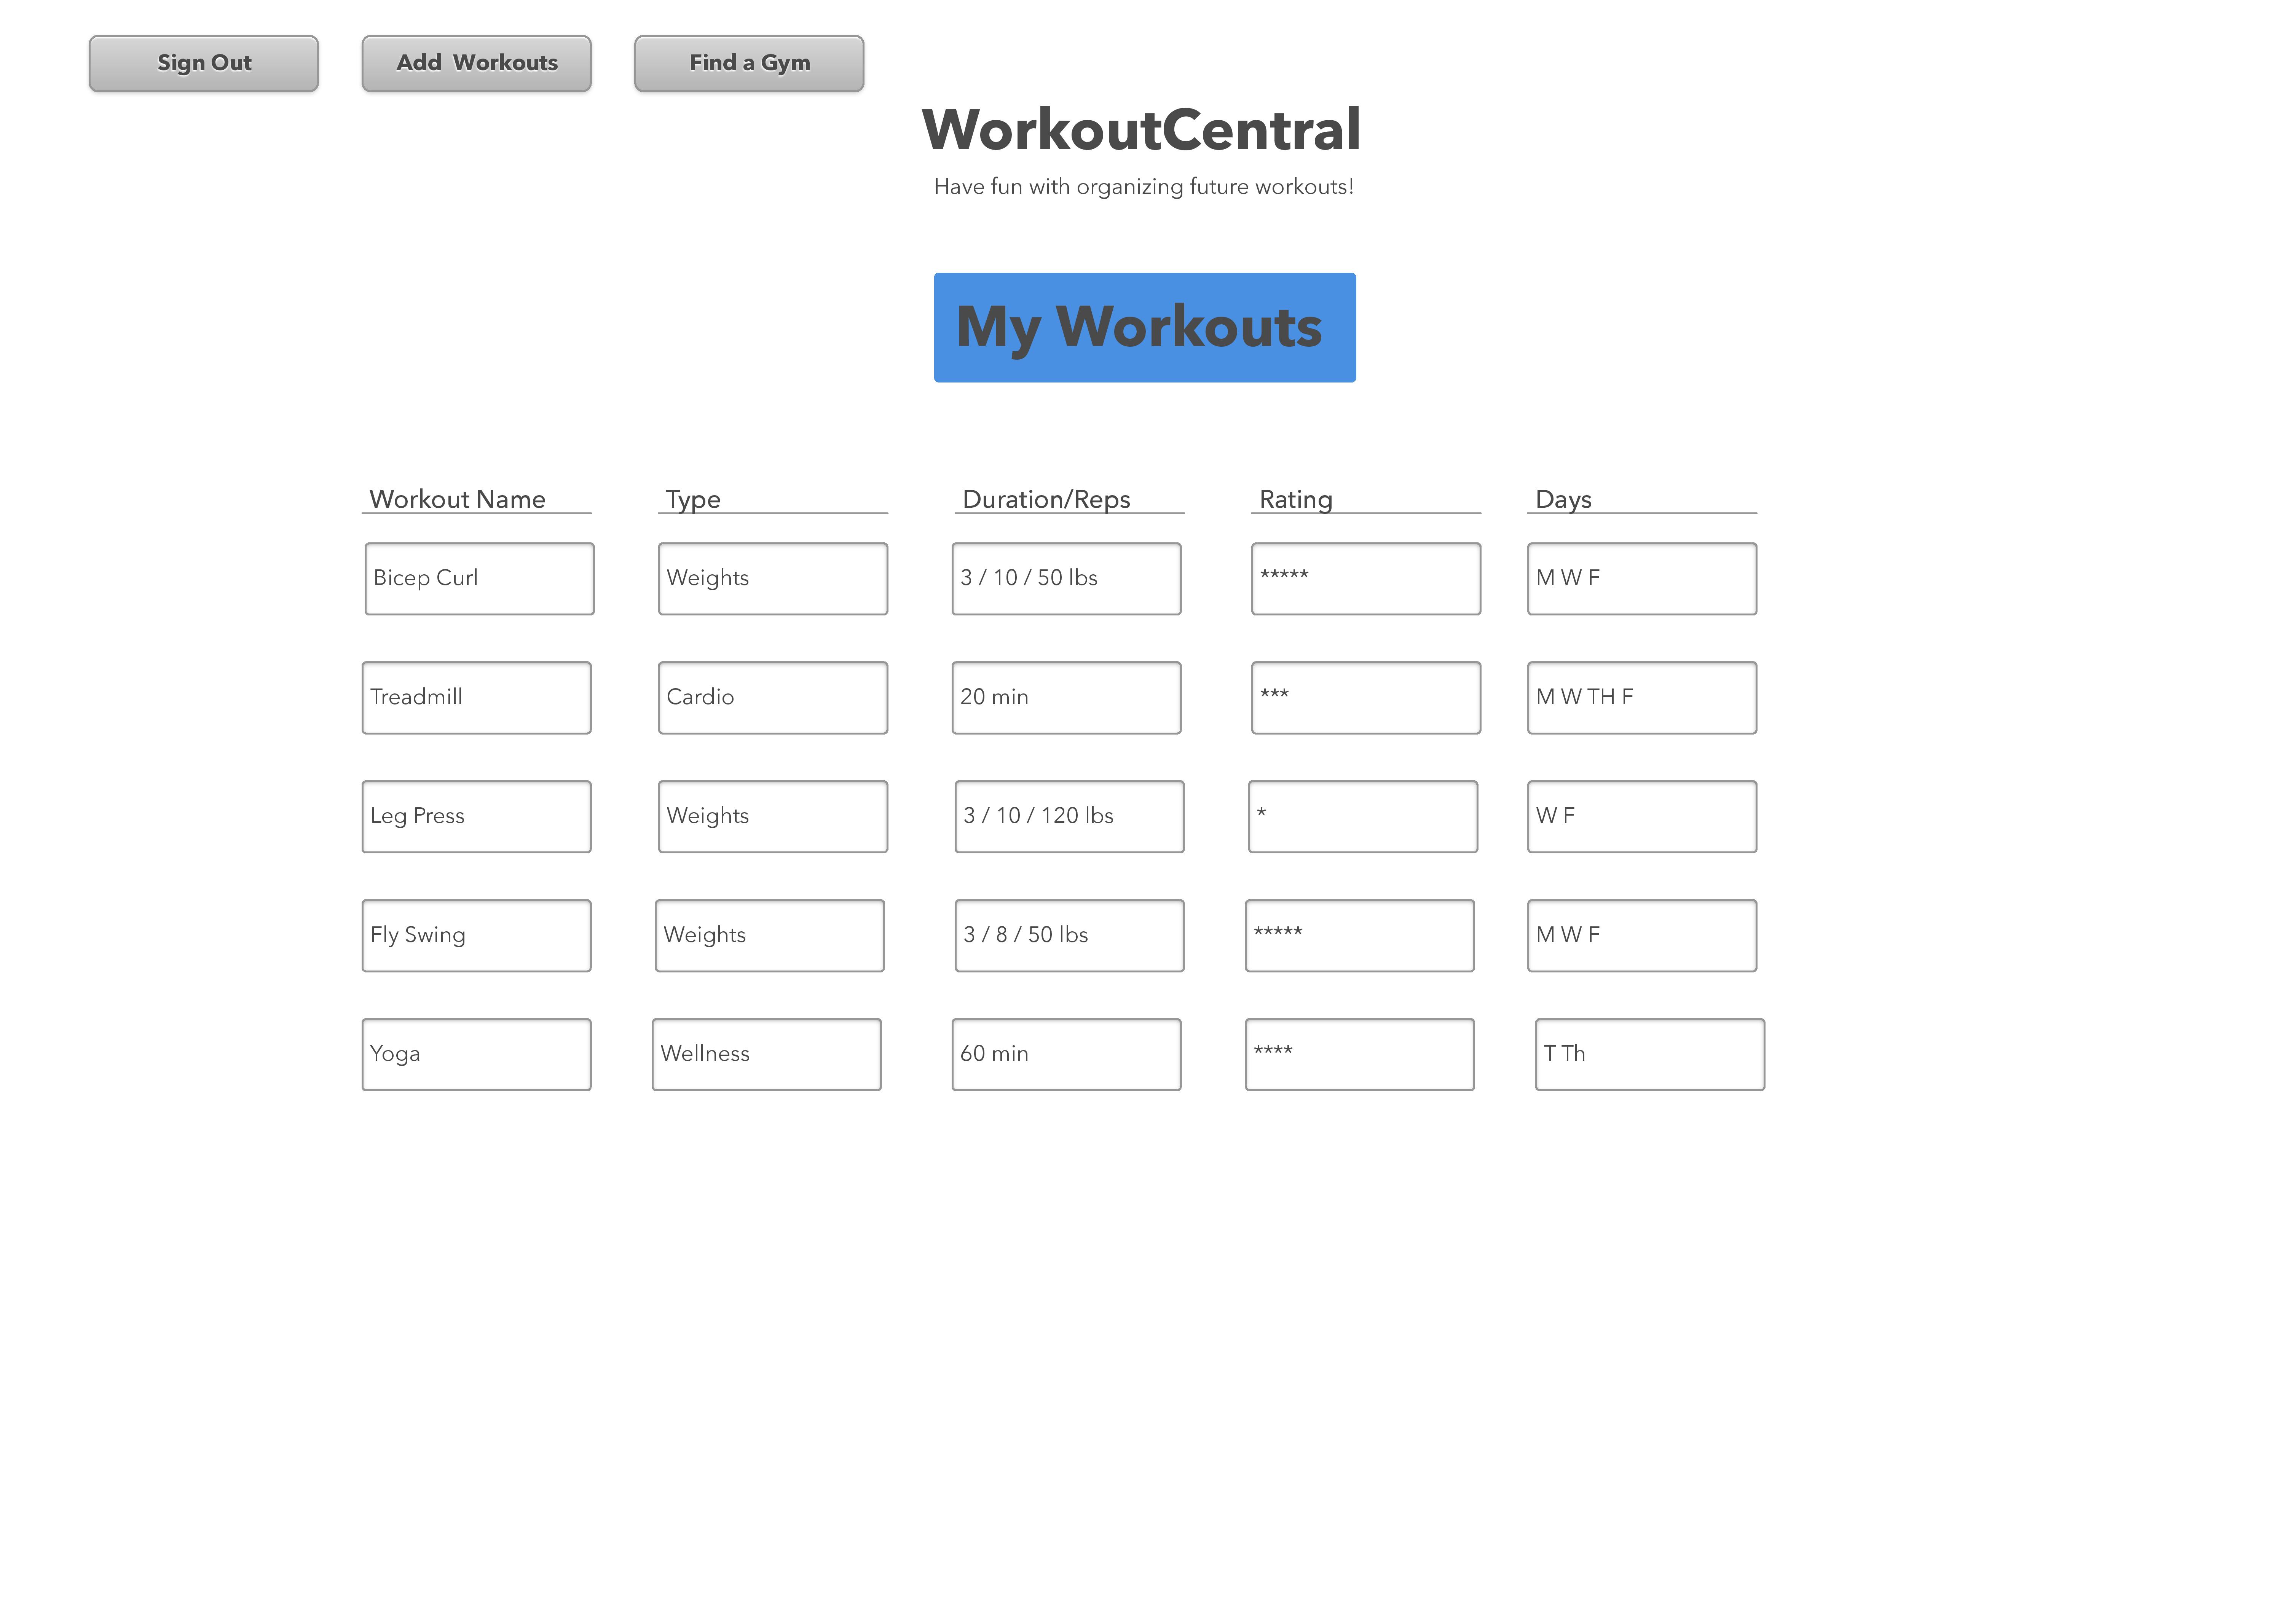 Sign Out
Add  Workouts
Find a Gym
WorkoutCentral
Have fun with organizing future workouts!
My Workouts
Workout Name Type Duration/Reps Rating Days
Bicep Curl Weights 3 / 10 / 50 lbs ***** M W F
Treadmill Cardio 20 min *** M W TH F
Leg Press Weights 3 / 10 / 120 lbs * W F
Fly Swing Weights 3 / 8 / 50 lbs ***** M W F
Yoga Wellness 60 min **** T Th